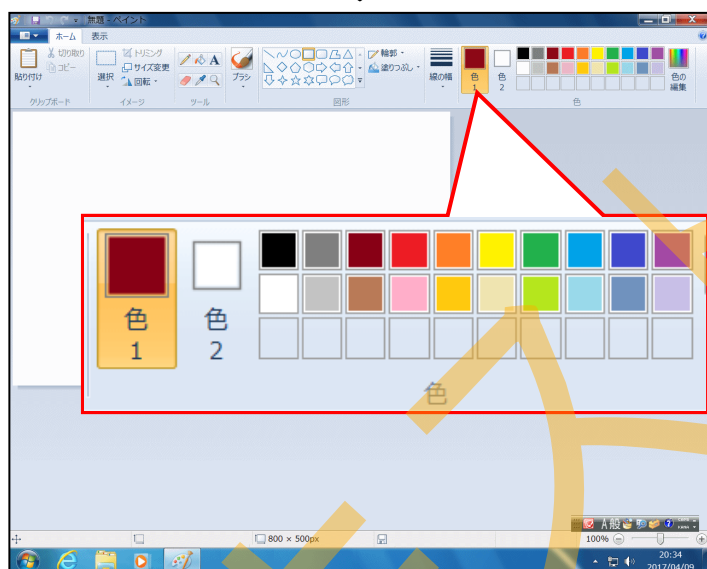 無題 - ペイント
ホーム 表示
貼り付け
切り取り
コピー
クリップボード
選択
トリミング
サイズ変更
回転
イメージ
A
ツール
ブラシ
輪郭
塗りつぶし
図形
線の幅
色
1
色
2
色の
編集
色
色
1
色
2
色
A 般
800 × 500px
100%
20:34
2017/04/09